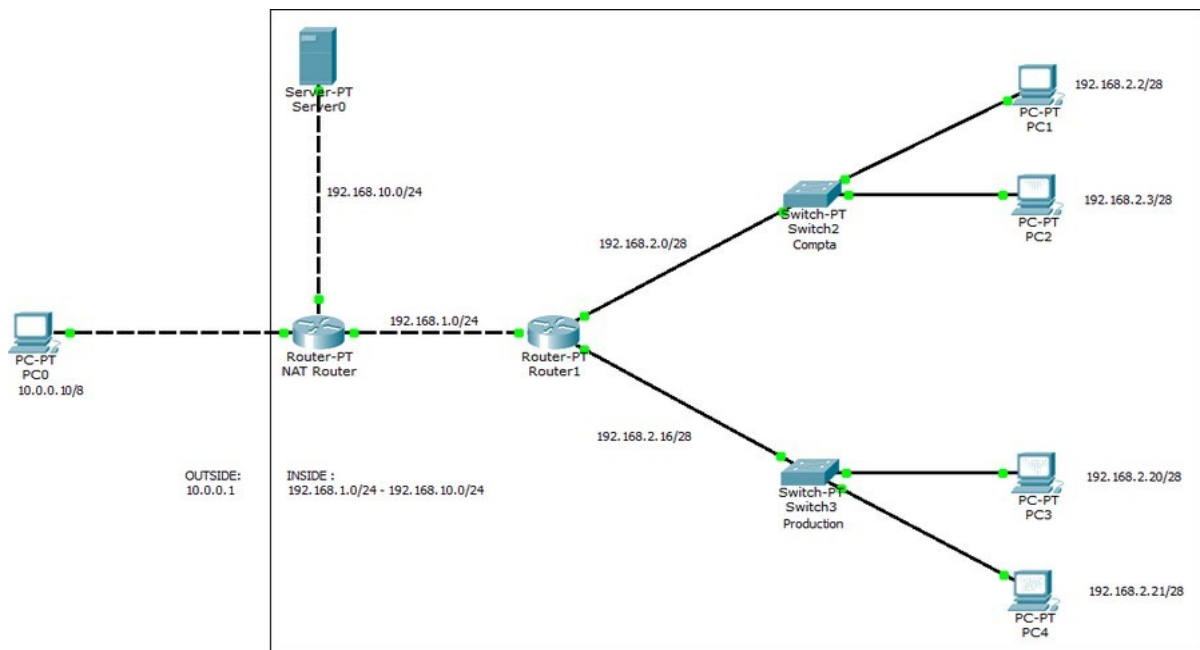 Server-PT
Server0
192.168.10.0/24
192.168.2.2/28
PC-PT
PC1
Switch-PT
Switch2
Compta
192.168.2.3/28
PC-PT
PC2
192.168.2.0/28
PC-PT
PC0
10.0.0.10/8
Router-PT
NAT Router
192.168.1.0/24
Router-PT
Router1
192.168.2.16/28
OUTSIDE:
10.0.0.1
INSIDE :
192.168.1.0/24 - 192.168.10.0/24
Switch-PT
Switch3
Production
192.168.2.20/28
PC-PT
PC3
192.168.2.21/28
PC-PT
PC4